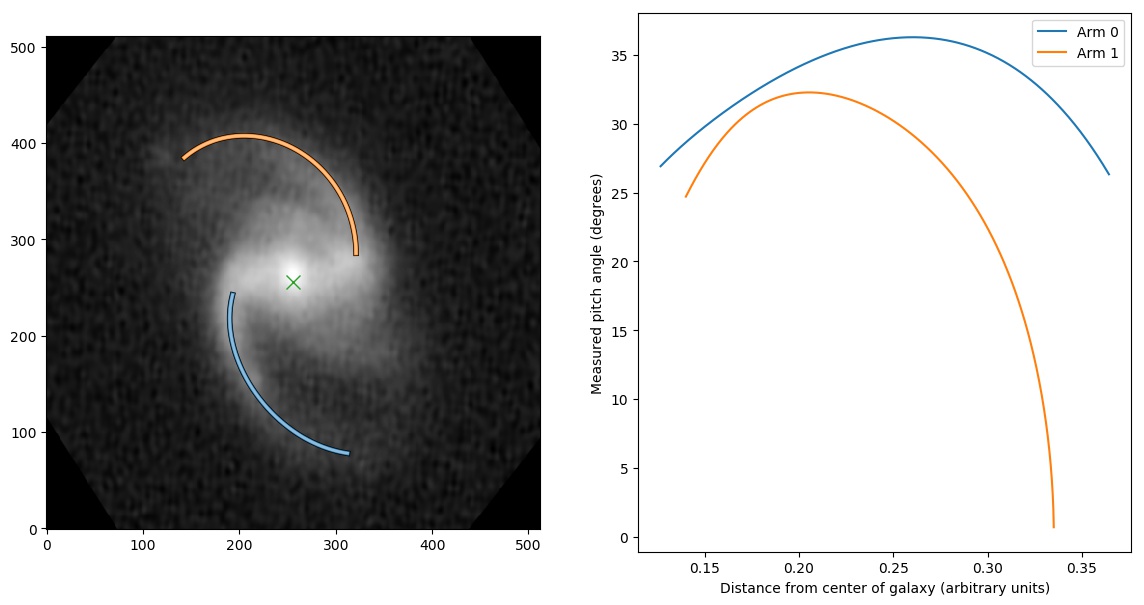 500
400
300
200
100
0
0 100 200 300 400 500
Measured pitch angle (degrees)
35
30
25
20
15
10
5
0
0.15 0.20 0.25 0.30 0.35
Distance from center of galaxy (arbitrary units)
Arm 0
Arm 1